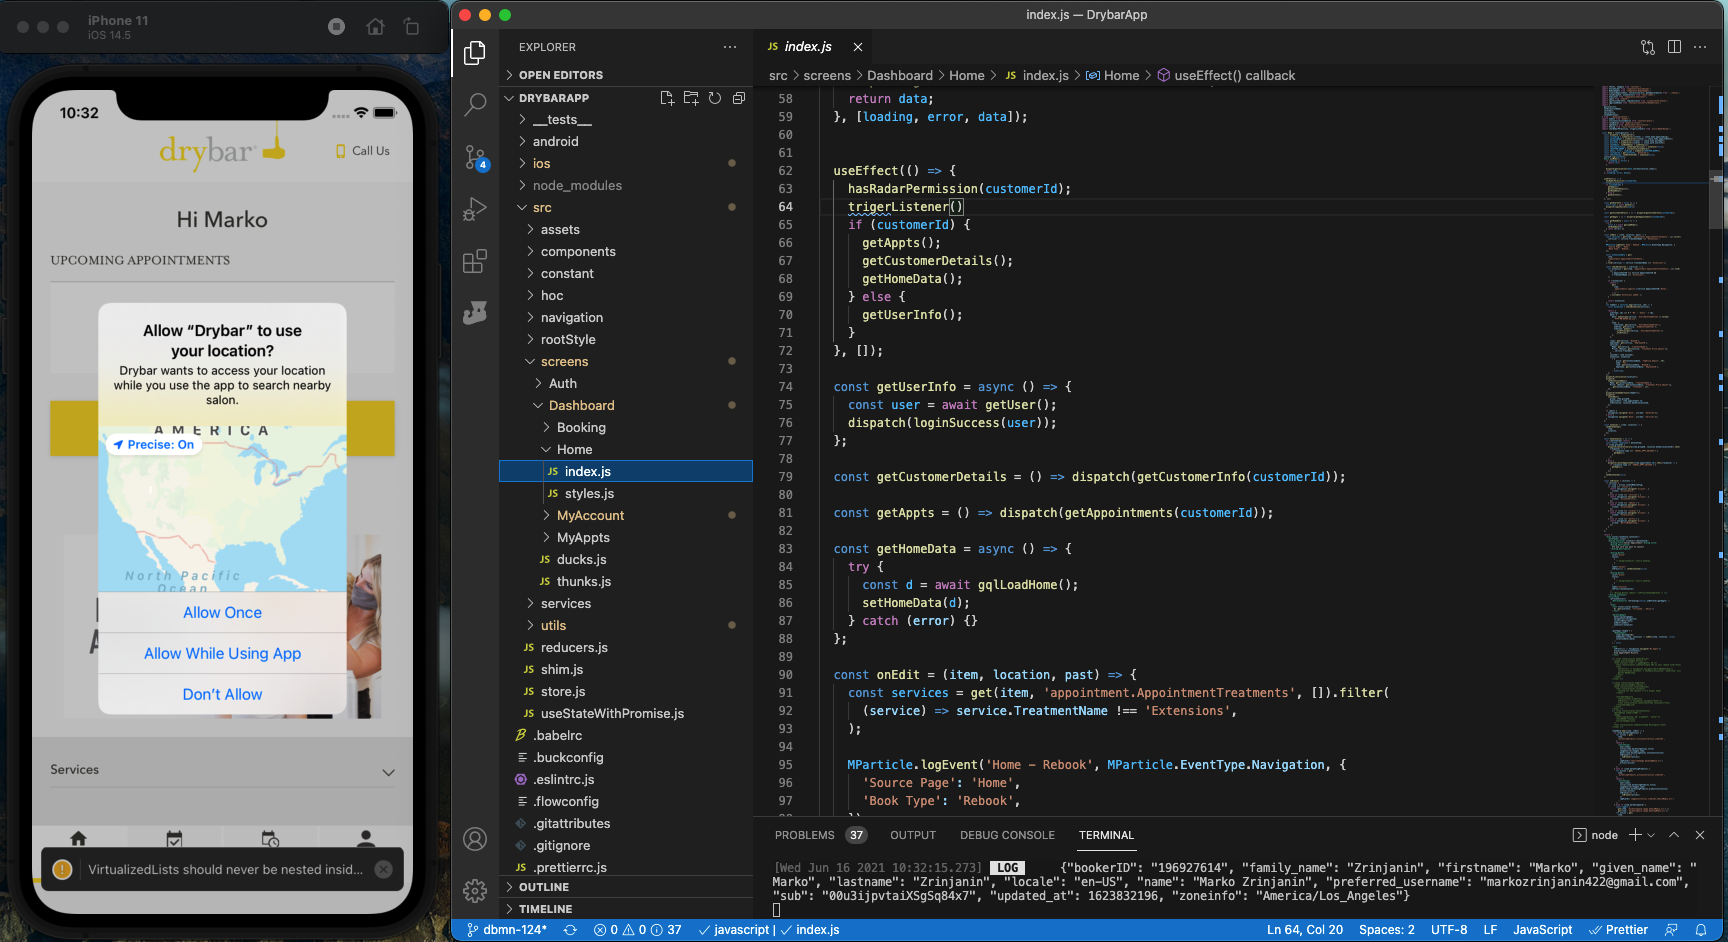 iPhone 11
iOS 14.5
10:32
drybar
Call Us
Hi Marko
UPCOMING APPOINTMENTS
Allow “Drybar” to use
your location?
Drybar wants to access your location
while you use the app to search nearby
salon.
AMERICA
Precise: On
North Pacific
Ocean
Allow Once
Allow While Using App
Don’t Allow
Services
VirtualizedLists should never be nested insid...
index.js — DrybarApp
EXPLORER
OPEN EDITORS
DRYBARAPP
__tests__
android
ios
node_modules
src
assets
components
constant
hoc
navigation
rootStyle
screens
Auth
Dashboard
Booking
Home
JS index.js
JS styles.js
MyAccount
MyAppts
JS ducks.js
JS thunks.js
services
utils
JS reducers.js
JS shim.js
JS store.js
JS useStateWithPromise.js
.babelrc
.buckconfig
.eslintrc.js
.flowconfig
.gitattributes
.gitignore
JS .prettierrc.js
OUTLINE
TIMELINE
4
JS index.js
src > screens > Dashboard > Home > JS index.js > Home > useEffect() callback
58 return data;
59 }, [loading, error, data]);
60
61
62 useEffect(() => {
63 hasRadarPermission(customerId);
64 trigerListener()
65 if (customerId) {
66 getAppts();
67 getCustomerDetails();
68 getHomeData();
69 } else {
70 getUserInfo();
71 }
72 }, []);
73
74 const getUserInfo = async () => {
75 const user = await getUser();
76 dispatch(loginSuccess(user));
77 };
78
79 const getCustomerDetails = () => dispatch(getCustomerInfo(customerId));
80
81 const getAppts = () => dispatch(getAppointments(customerId));
82
83 const getHomeData = async () => {
84 try {
85 const d = await gqlLoadHome();
86 setHomeData(d);
87 } catch (error) {}
88 };
89
90 const onEdit = (item, location, past) => {
91 const services = get(item, 'appointment.AppointmentTreatments', []).filter(
92 (service) => service.TreatmentName !== 'Extensions',
93 );
94
95 MParticle.logEvent('Home - Rebook', MParticle.EventType.Navigation, {
96 'Source Page': 'Home',
97 'Book Type': 'Rebook',
PROBLEMS 37 OUTPUT DEBUG CONSOLE TERMINAL
node
[Wed Jun 16 2021 10:32:15.273] LOG {"bookerID": "196927614", "family_name": "Zrinjanin", "firstname": "Marko", "given_name": "
Marko", "lastname": "Zrinjanin", "locale": "en-US", "name": "Marko Zrinjanin", "preferred_username": "markozrinjanin422@gmail.com",
"sub": "00u3ijpvtaiXSgSq84x7", "updated_at": 1623832196, "zoneinfo": "America/Los_Angeles"}
dbmn-124* 0 0 37 javascript | index.js Ln 64, Col 20 Spaces: 2 UTF-8 LF JavaScript Prettier